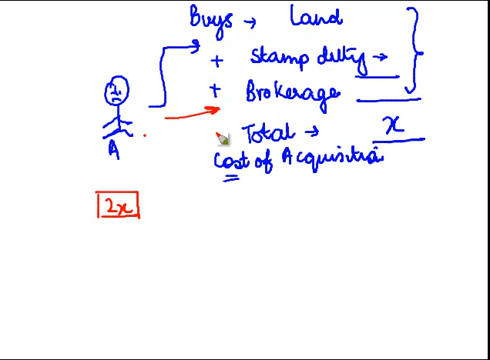 Buys → Land
+ Stamp duty →
+ Brokerage
Total → x
Cost of Acquisition
A
2x